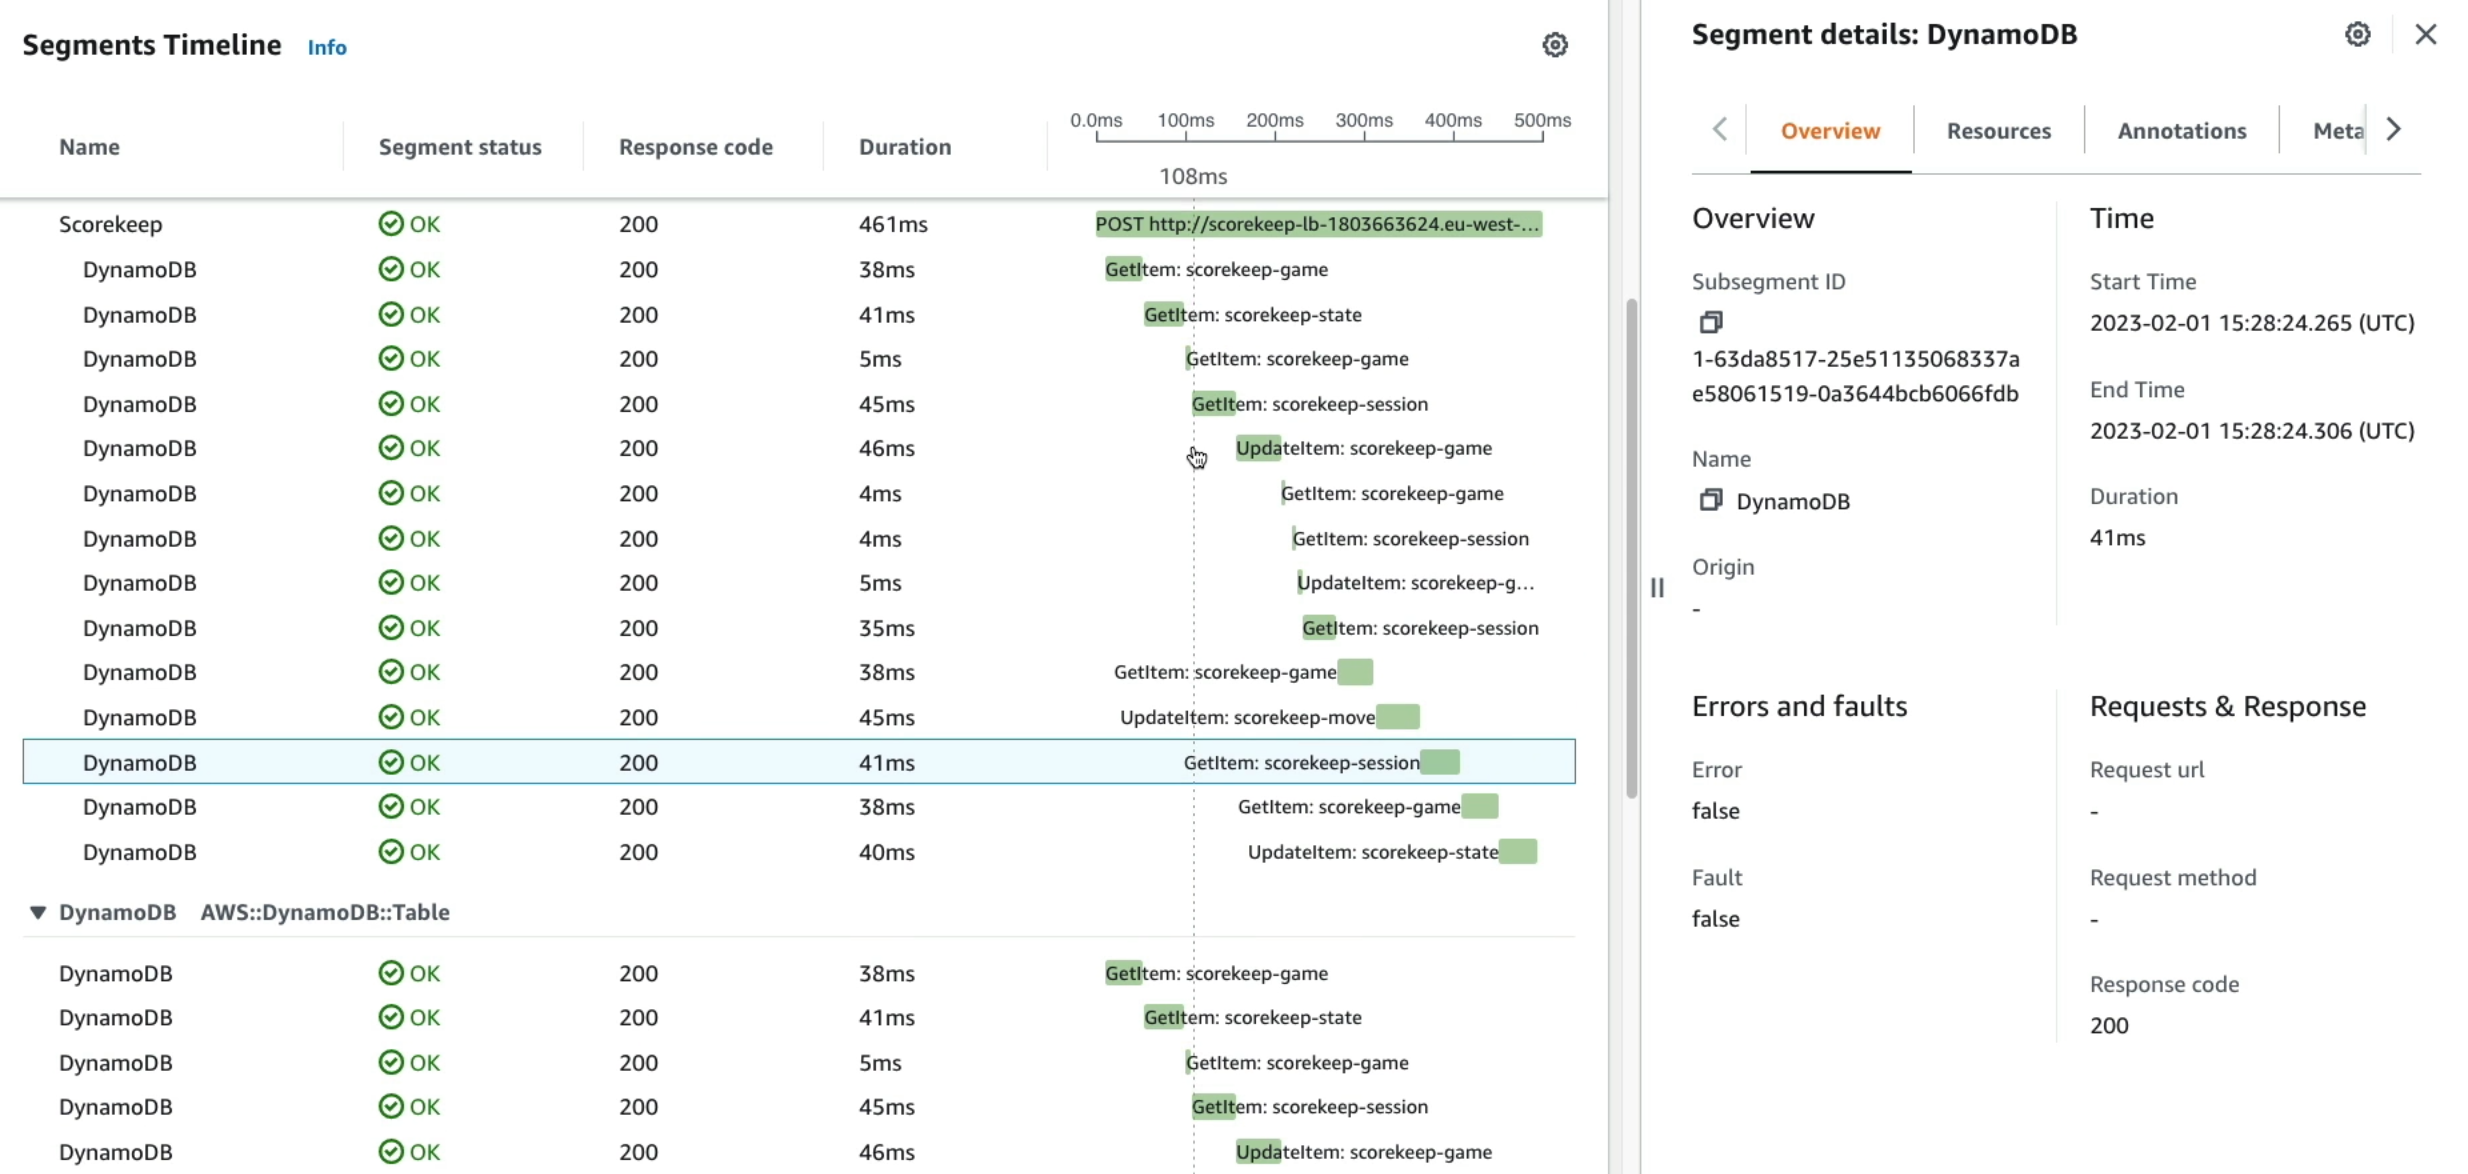 Segments Timeline Info
Name Segment status Response code Duration 0.0ms 100ms 200ms 300ms 400ms 500ms
108ms
Scorekeep OK 200 461ms POST http://scorekeep-lb-1803663624.eu-west-...
DynamoDB OK 200 38ms GetItem: scorekeep-game
DynamoDB OK 200 41ms GetItem: scorekeep-state
DynamoDB OK 200 5ms GetItem: scorekeep-game
DynamoDB OK 200 45ms GetItem: scorekeep-session
DynamoDB OK 200 46ms UpdateItem: scorekeep-game
DynamoDB OK 200 4ms GetItem: scorekeep-game
DynamoDB OK 200 4ms GetItem: scorekeep-session
DynamoDB OK 200 5ms UpdateItem: scorekeep-g...
DynamoDB OK 200 35ms GetItem: scorekeep-session
DynamoDB OK 200 38ms GetItem: scorekeep-game
DynamoDB OK 200 45ms UpdateItem: scorekeep-move
DynamoDB OK 200 41ms GetItem: scorekeep-session
DynamoDB OK 200 38ms GetItem: scorekeep-game
DynamoDB OK 200 40ms UpdateItem: scorekeep-state
DynamoDB AWS::DynamoDB::Table
DynamoDB OK 200 38ms GetItem: scorekeep-game
DynamoDB OK 200 41ms GetItem: scorekeep-state
DynamoDB OK 200 5ms GetItem: scorekeep-game
DynamoDB OK 200 45ms GetItem: scorekeep-session
DynamoDB OK 200 46ms UpdateItem: scorekeep-game
Segment details: DynamoDB
Overview Resources Annotations Meta
Overview
Subsegment ID
1-63da8517-25e51135068337a
e58061519-0a3644bcb6066fdb
Name
DynamoDB
Origin
-
Time
Start Time
2023-02-01 15:28:24.265 (UTC)
End Time
2023-02-01 15:28:24.306 (UTC)
Duration
41ms
Errors and faults
Error
false
Fault
false
Requests & Response
Request url
-
Request method
-
Response code
200